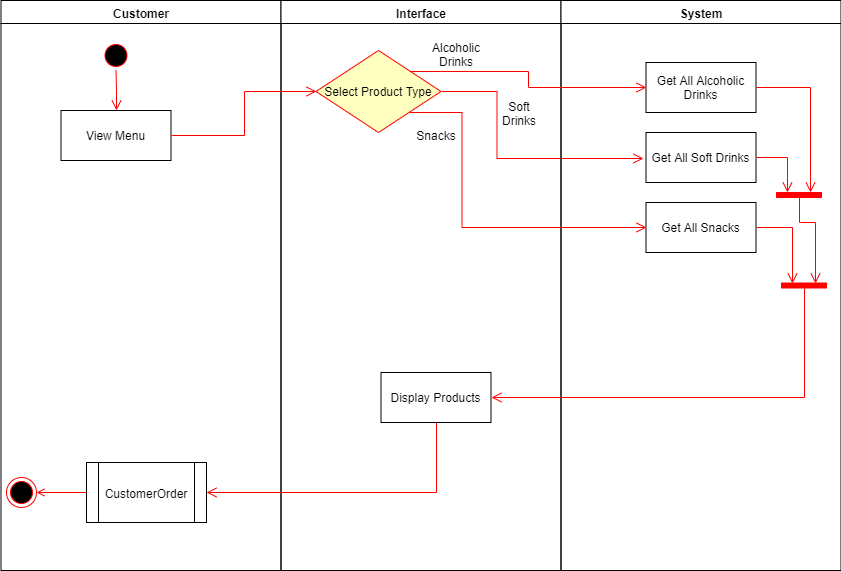 Customer
Interface
System
Alcoholic
Drinks
Select Product Type
Get All Alcoholic
Drinks
Soft
Drinks
View Menu
Snacks
Get All Soft Drinks
Get All Snacks
Display Products
CustomerOrder